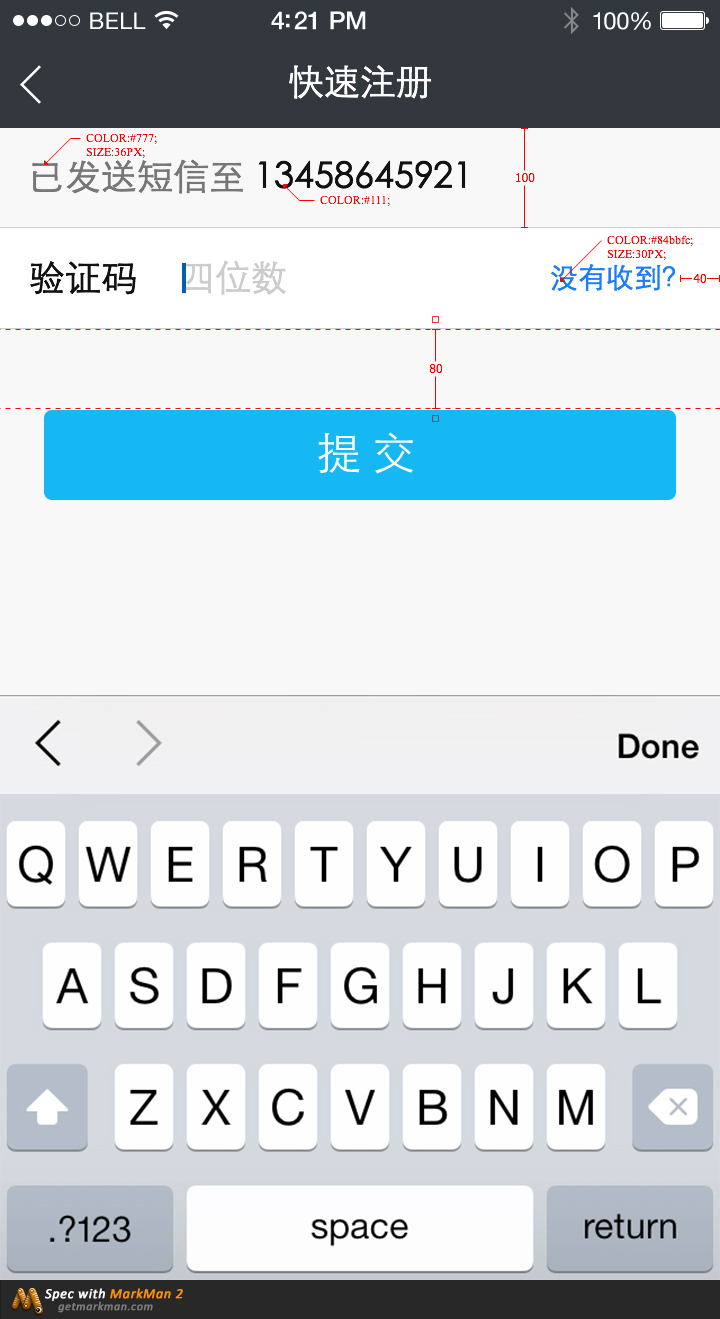 BELL 4:21 PM 100%
快速注册
COLOR:#777;
SIZE:36PX;
已发送短信至 13458645921
COLOR:#111;
100
COLOR:#84bbfc;
SIZE:30PX;
验证码 四位数 没有收到?
40
80
提 交
Done
Q W E R T Y U I O P
A S D F G H J K L
Z X C V B N M
.?123 space return
Spec with MarkMan 2
getmarkman.com